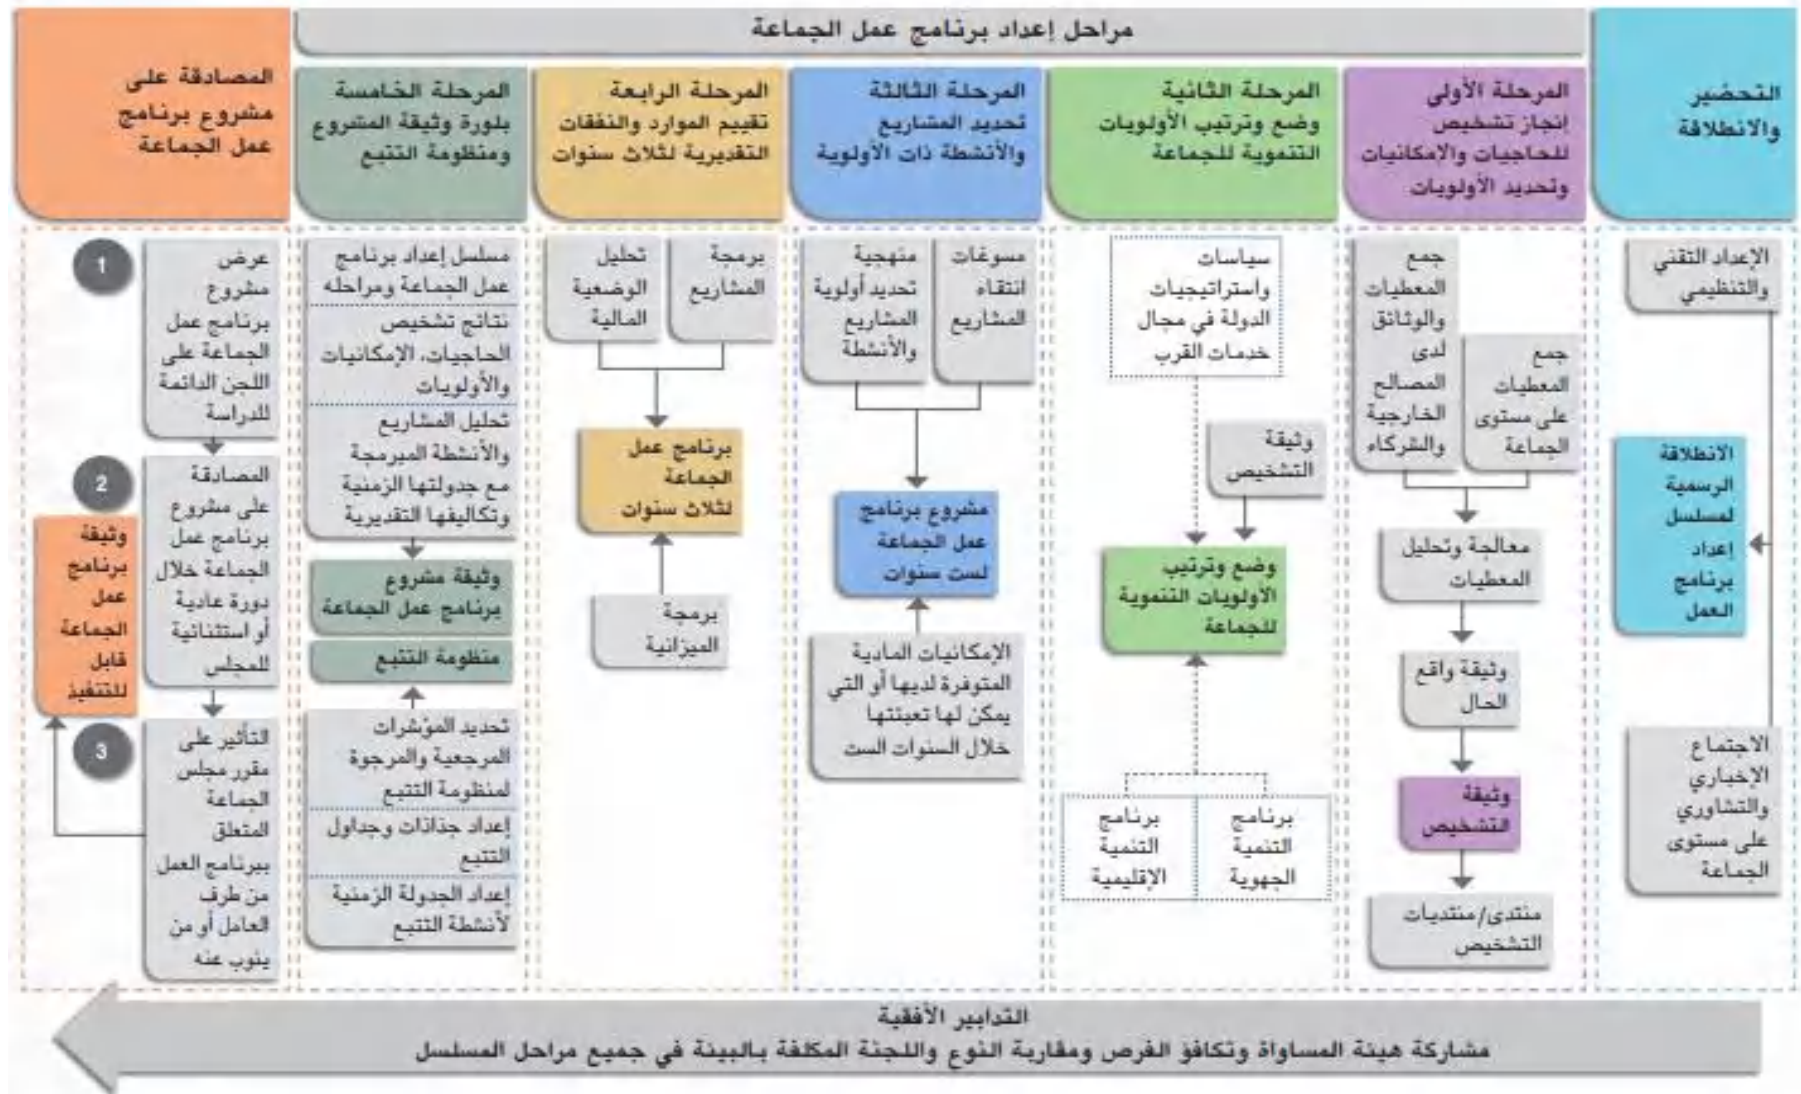 مراحل إعداد برنامج عمل الجماعة
التحضير
والانطلاقة
الإعداد التقني
والتنظيمي
الانطلاقة
الرسمية
لمسلسل
إعداد
برنامج
العمل
الاجتماع
الإخباري
والتشاوري
على مستوى
الجماعة
المرحلة الأولى
انجاز تشخيص
للحاجيات والإمكانيات
وتحديد الأولويات
جمع
المعطيات
والوثائق
لدى
المصالح
الخارجية
والشركاء
جمع
المعطيات
على مستوى
الجماعة
معالجة وتحليل
المعطيات
وثيقة واقع
الحال
وثيقة
التشخيص
منتدى/منتديات
التشخيص
المرحلة الثانية
وضع وترتيب الأولويات
التنموية للجماعة
سياسات
واستراتيجيات
الدولة في مجال
خدمات القرب
وثيقة
التشخيص
وضع وترتيب
الأولويات التنموية
للجماعة
برنامج
التنمية
الجهوية
برنامج
التنمية
الإقليمية
المرحلة الثالثة
تحديد المشاريع
والأنشطة ذات الأولوية
مسوغات
انتقاء
المشاريع
منهجية
تحديد أولوية
المشاريع
والأنشطة
مشروع برنامج
عمل الجماعة
لست سنوات
الإمكانيات المادية
المتوفرة لديها أو التي
يمكن لها تعبئتها
خلال السنوات الست
المرحلة الرابعة
تقييم الموارد والنفقات
التقديرية لثلاث سنوات
برمجة
المشاريع
تحليل
الوضعية
المالية
برنامج عمل
الجماعة
لثلاث سنوات
برمجة
الميزانية
المرحلة الخامسة
بلورة وثيقة المشروع
ومنظومة التتبع
مسلسل إعداد برنامج
عمل الجماعة ومراحله
نتائج تشخيص
الحاجيات، الإمكانيات
والأولويات
تحليل المشاريع
والأنشطة المبرمجة
مع جدولتها الزمنية
وتكاليفها التقديرية
وثيقة مشروع
برنامج عمل الجماعة
منظومة التتبع
تحديد المؤشرات
المرجعية والمرجوة
لمنظومة التتبع
إعداد جذاذات وجداول
التتبع
إعداد الجدولة الزمنية
لأنشطة التتبع
المصادقة على
مشروع برنامج
عمل الجماعة
1
عرض
مشروع
برنامج عمل
الجماعة على
اللجن الدائمة
للدراسة
2
المصادقة
على مشروع
برنامج عمل
الجماعة خلال
دورة عادية
أو استثنائية
للمجلس
3
التأثير على
مقرر مجلس
الجماعة
المتعلق
ببرنامج العمل
من طرف
العامل أو من
ينوب عنه
وثيقة
برنامج
عمل
الجماعة
قابل
للتنفيذ
التدابير الأفقية
مشاركة هيئة المساواة وتكافؤ الفرص ومقاربة النوع واللجنة المكلفة بالبيئة في جميع مراحل المسلسل